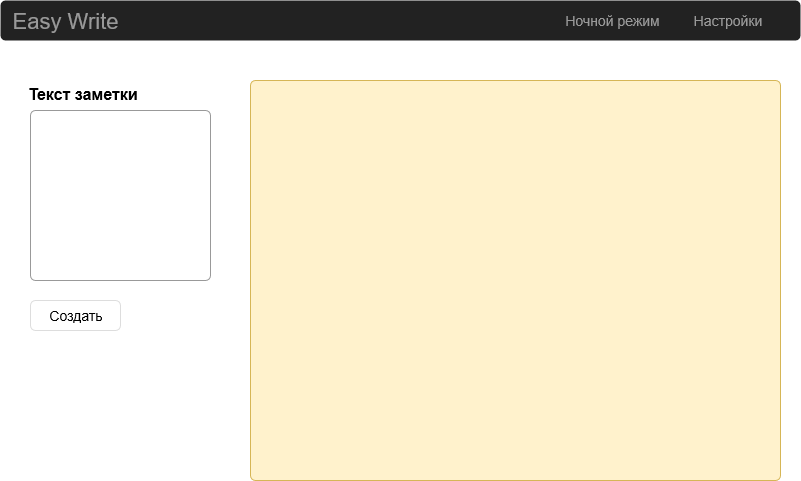 Easy Write
Ночной режим
Настройки
Текст заметки
Создать